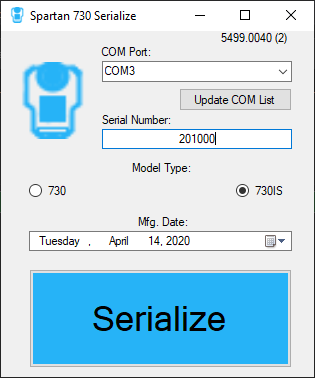 Spartan 730 Serialize
5499.0040 (2)
COM Port:
COM3
Update COM List
Serial Number:
201000
Model Type:
730
730IS
Mfg. Date:
Tuesday , April 14, 2020
Serialize